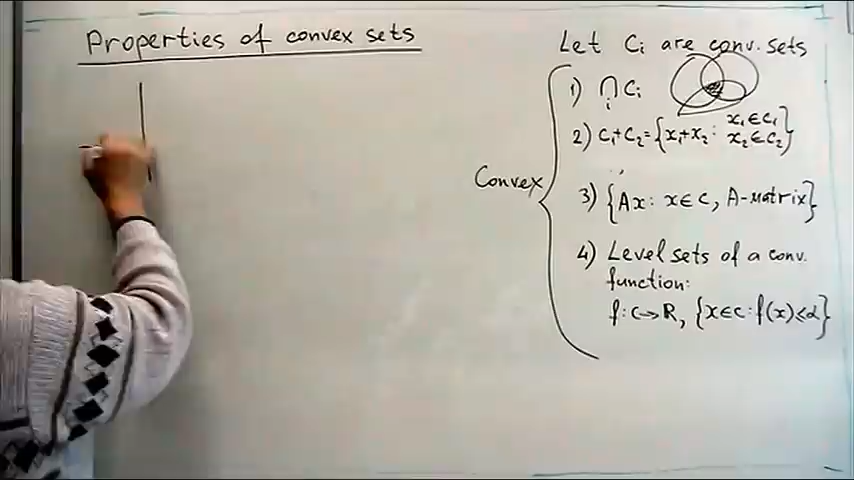 Properties of convex sets
Let Ci are conv. sets
Convex
1) ⋂ Ci
i
2) C₁+C₂={x₁+x₂: x₁∈C₁
x₂∈C₂}
3) {Ax: x∈C, A-matrix}
4) Level sets of a conv.
function:
f:C→R, {x∈C:f(x)≤α}